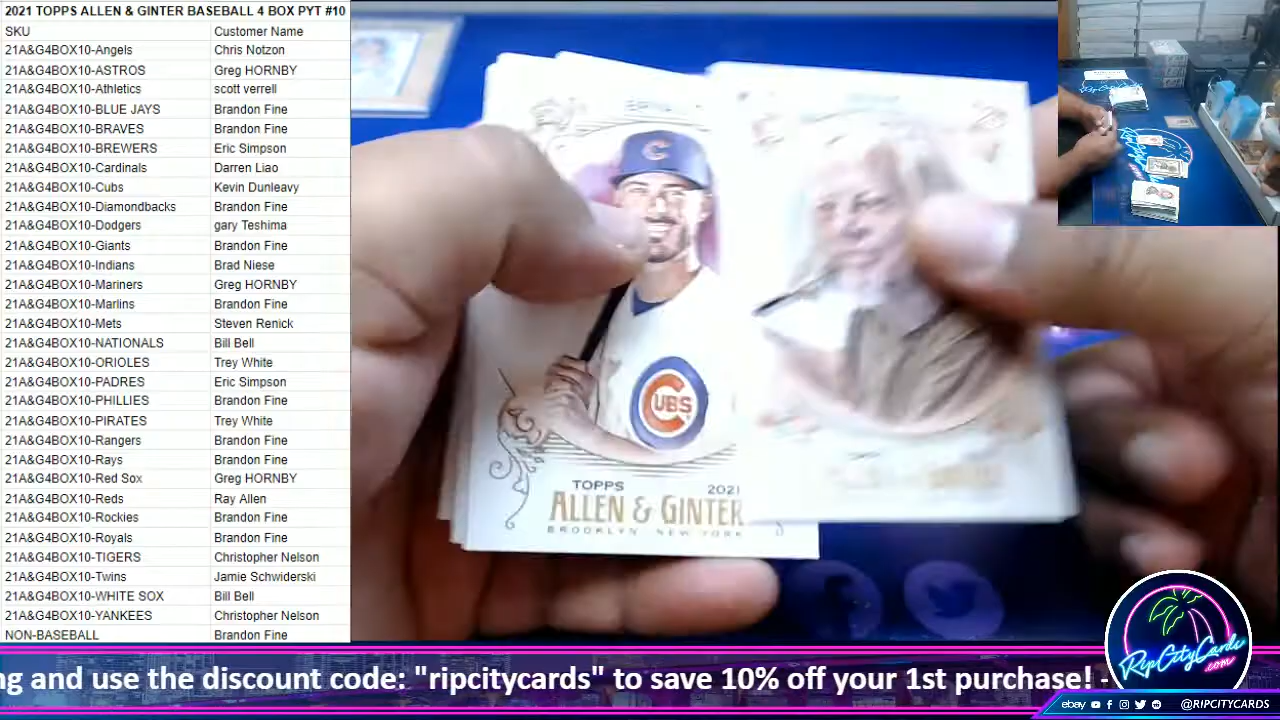 2021 TOPPS ALLEN & GINTER BASEBALL 4 BOX PYT #10
SKU Customer Name
21A&G4BOX10-Angels Chris Notzon
21A&G4BOX10-ASTROS Greg HORNBY
21A&G4BOX10-Athletics scott verrell
21A&G4BOX10-BLUE JAYS Brandon Fine
21A&G4BOX10-BRAVES Brandon Fine
21A&G4BOX10-BREWERS Eric Simpson
21A&G4BOX10-Cardinals Darren Liao
21A&G4BOX10-Cubs Kevin Dunleavy
21A&G4BOX10-Diamondbacks Brandon Fine
21A&G4BOX10-Dodgers gary Teshima
21A&G4BOX10-Giants Brandon Fine
21A&G4BOX10-Indians Brad Niese
21A&G4BOX10-Mariners Greg HORNBY
21A&G4BOX10-Marlins Brandon Fine
21A&G4BOX10-Mets Steven Renick
21A&G4BOX10-NATIONALS Bill Bell
21A&G4BOX10-ORIOLES Trey White
21A&G4BOX10-PADRES Eric Simpson
21A&G4BOX10-PHILLIES Brandon Fine
21A&G4BOX10-PIRATES Trey White
21A&G4BOX10-Rangers Brandon Fine
21A&G4BOX10-Rays Brandon Fine
21A&G4BOX10-Red Sox Greg HORNBY
21A&G4BOX10-Reds Ray Allen
21A&G4BOX10-Rockies Brandon Fine
21A&G4BOX10-Royals Brandon Fine
21A&G4BOX10-TIGERS Christopher Nelson
21A&G4BOX10-Twins Jamie Schwiderski
21A&G4BOX10-WHITE SOX Bill Bell
21A&G4BOX10-YANKEES Christopher Nelson
NON-BASEBALL Brandon Fine
C
CUBS
TOPPS 2021
ALLEN & GINTER
BROOKLYN NEW YORK
RipCityCards
.com
ng and use the discount code: "ripcitycards" to save 10% off your 1st purchase! -
ebay @RIPCITYCARDS